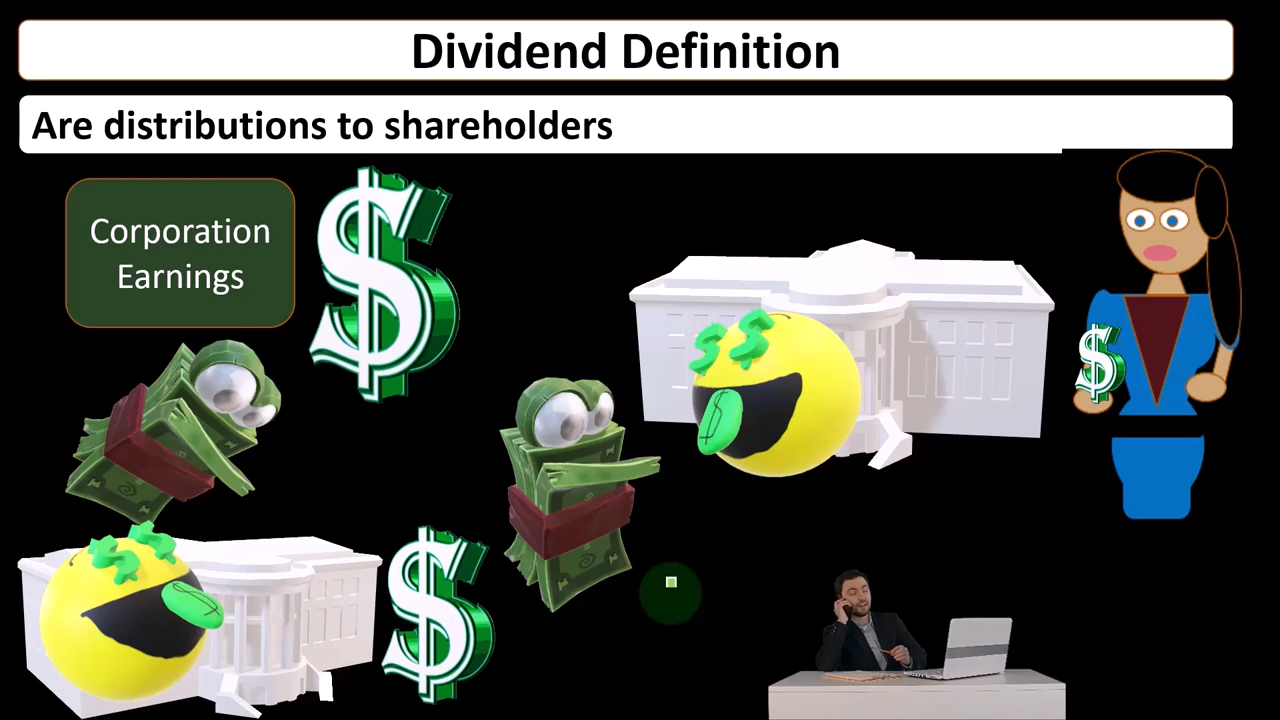 Dividend Definition
Are distributions to shareholders
Corporation
Earnings
$
$
$